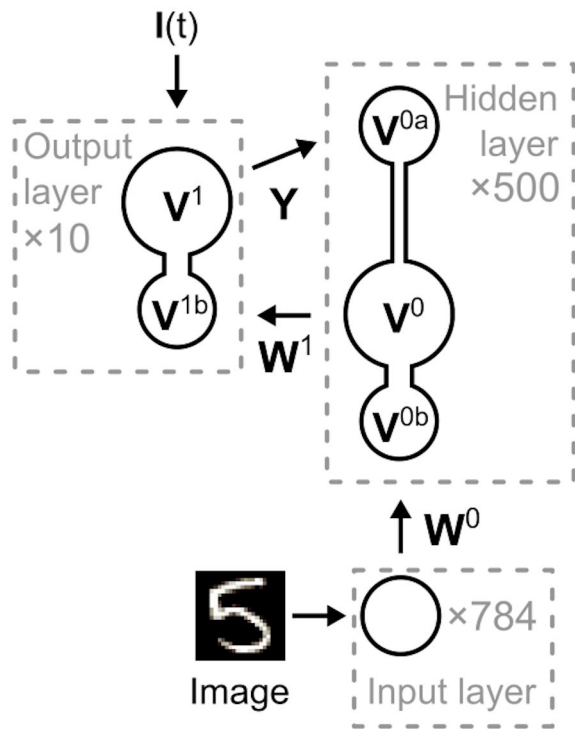 I(t)
Output
layer
×10
V¹
V¹ᵇ
Y
W¹
Hidden
layer
×500
V⁰ᵃ
V⁰
V⁰ᵇ
W⁰
5
×784
Image
Input layer